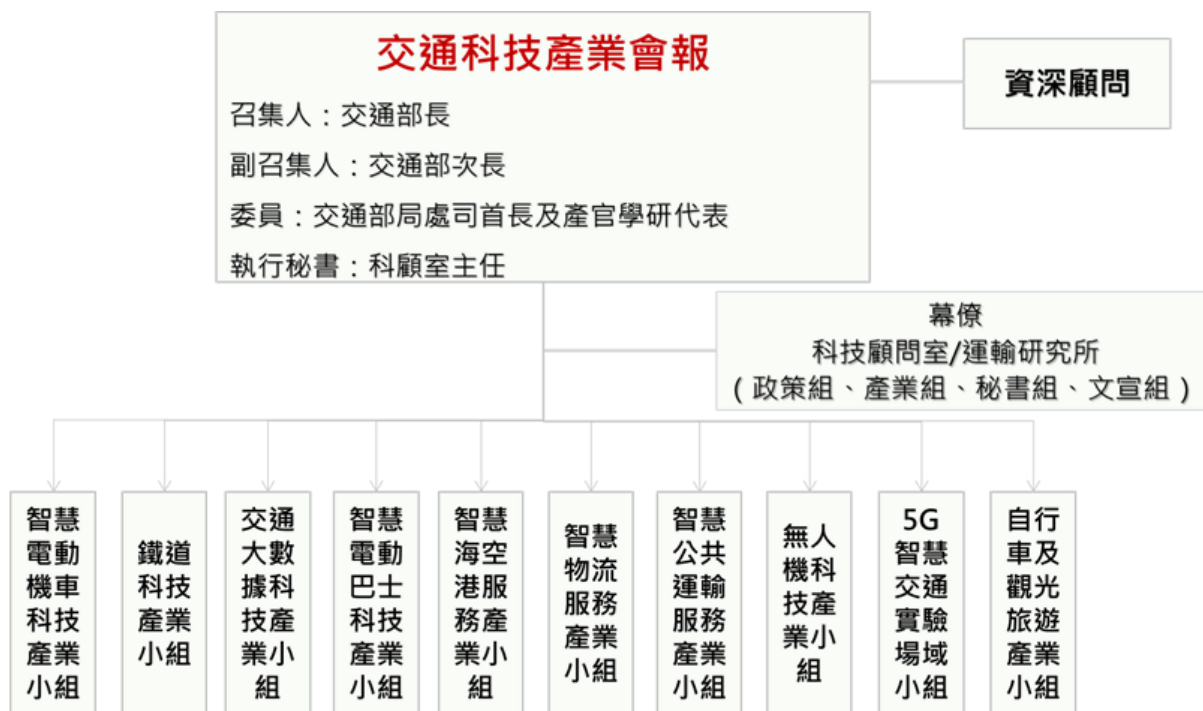 交通科技產業會報
召集人：交通部長
副召集人：交通部次長
委員：交通部局處司首長及產官學研代表
執行秘書：科顧室主任
資深顧問
幕僚
科技顧問室/運輸研究所
（政策組、產業組、秘書組、文宣組）
智慧
電動
機車
科技
產業
小組
鐵道
科技
產業
小組
交通
大數
據科
技產
業小
組
智慧
電動
巴士
科技
產業
小組
智慧
海空
港服
務產
業小
組
智慧
物流
服務
產業
小組
智慧
公共
運輸
服務
產業
小組
無人
機科
技產
業小組
5G
智慧
交通
實驗
場域
小組
自行
車及
觀光
旅遊
產業
小組